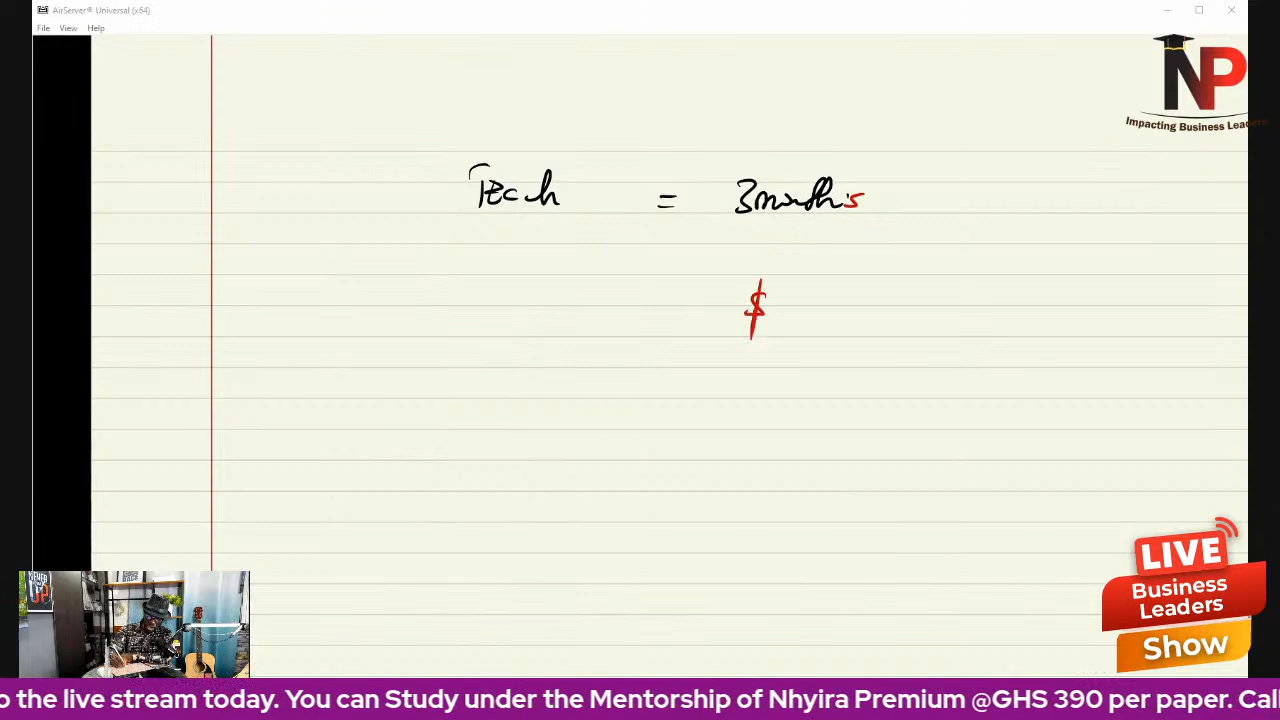 AirServer® Universal (x64)
File View Help
NP
Impacting Business Leaders
Tech = 3months
$
LIVE
Business
Leaders
Show
o the live stream today. You can Study under the Mentorship of Nhyira Premium @GHS 390 per paper. Call